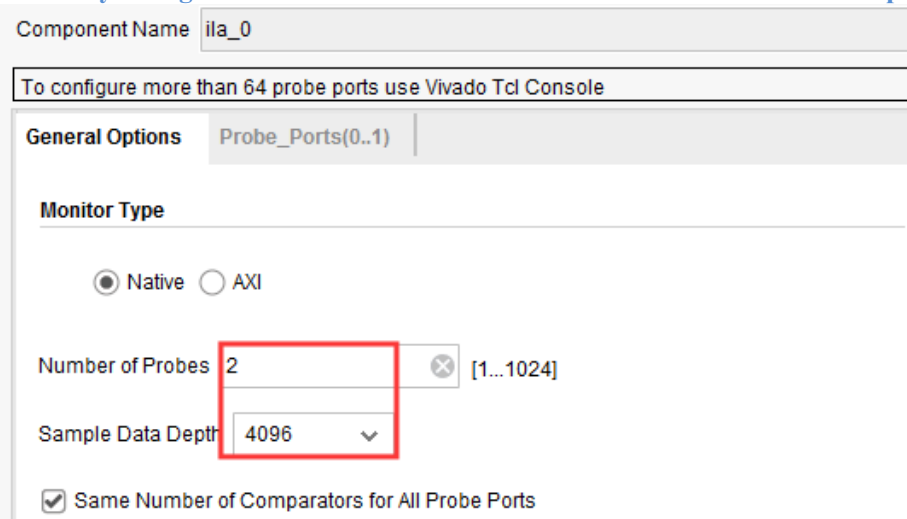 Component Name ila_0
To configure more than 64 probe ports use Vivado Tcl Console
General Options Probe_Ports(0..1)
Monitor Type
Native AXI
Number of Probes 2 [1...1024]
Sample Data Depth 4096
Same Number of Comparators for All Probe Ports